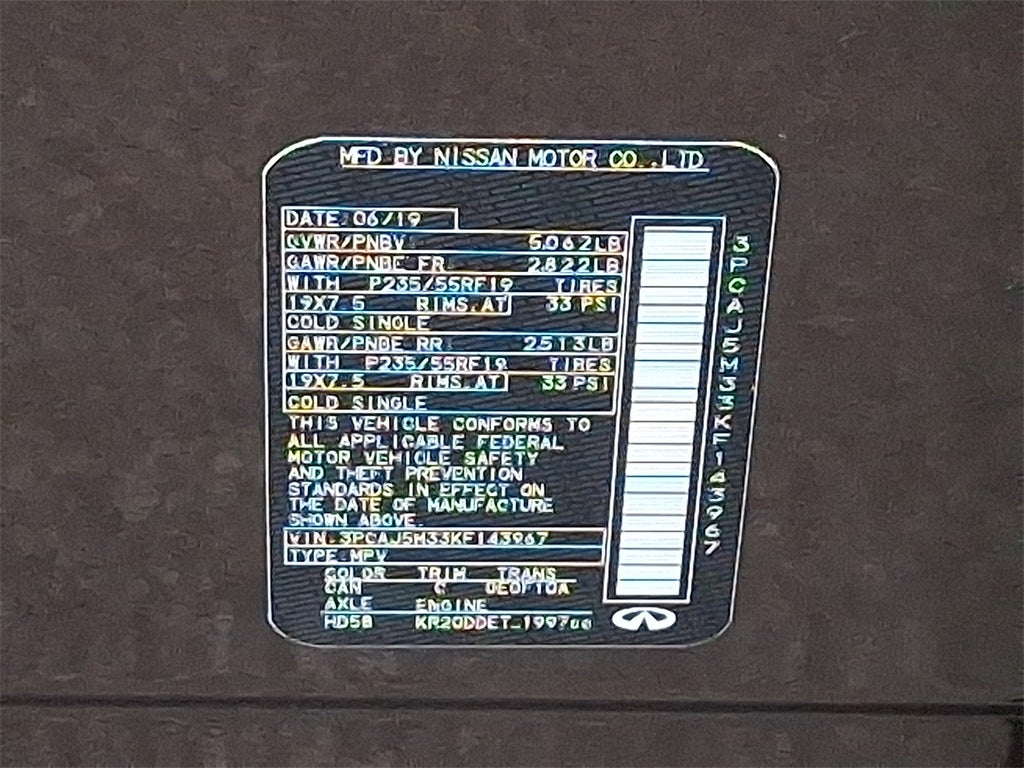 MFD BY NISSAN MOTOR CO.,LTD
DATE:06/19
GVWR/PNBV: 5062LB
GAWR/PNBE FR. 2822LB
WITH P235/55RF19 TIRES
19X7.5 RIMS,AT 33 PSI
COLD SINGLE
GAWR/PNBE RR. 2513LB
WITH P235/55RF19 TIRES
19X7.5 RIMS,AT 33 PSI
COLD SINGLE
THIS VEHICLE CONFORMS TO
ALL APPLICABLE FEDERAL
MOTOR VEHICLE SAFETY
AND THEFT PREVENTION
STANDARDS IN EFFECT ON
THE DATE OF MANUFACTURE
SHOWN ABOVE.
VIN.3PCAJ5M33KF143967
TYPE.MPV
COLOR TRIM TRANS
CAN
AXLE ENGINE
HD58 KR20DDET_1997cc
3PCAJ5M33KF143967